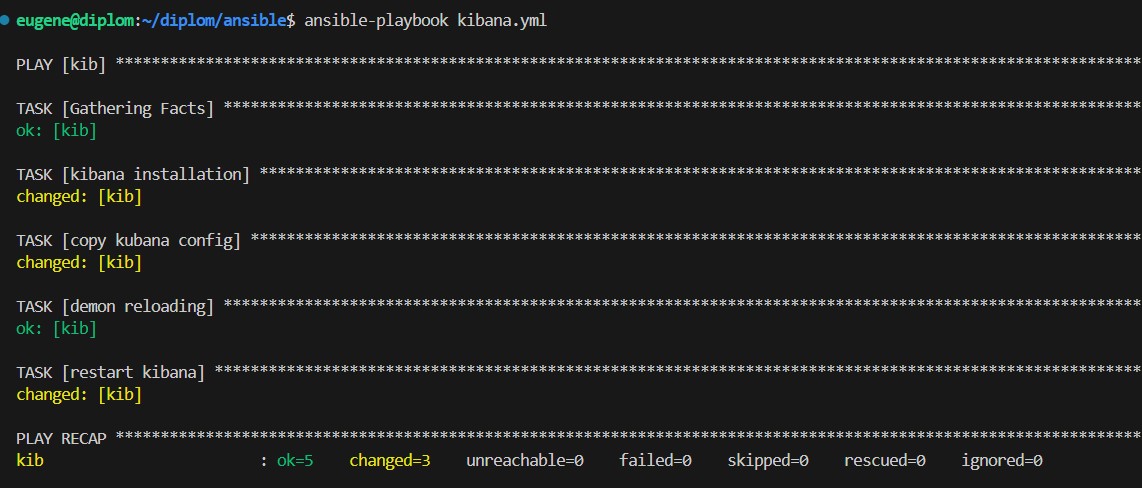 eugene@diplom:~/diplom/ansible$ ansible-playbook kibana.yml
PLAY [kib] ******************************************************************************************************************
TASK [Gathering Facts] ******************************************************************************************************
ok: [kib]
TASK [kibana installation] **************************************************************************************************
changed: [kib]
TASK [copy kubana config] ***************************************************************************************************
changed: [kib]
TASK [demon reloading] ******************************************************************************************************
ok: [kib]
TASK [restart kibana] *******************************************************************************************************
changed: [kib]
PLAY RECAP ******************************************************************************************************************
kib                        : ok=5    changed=3    unreachable=0    failed=0    skipped=0    rescued=0    ignored=0